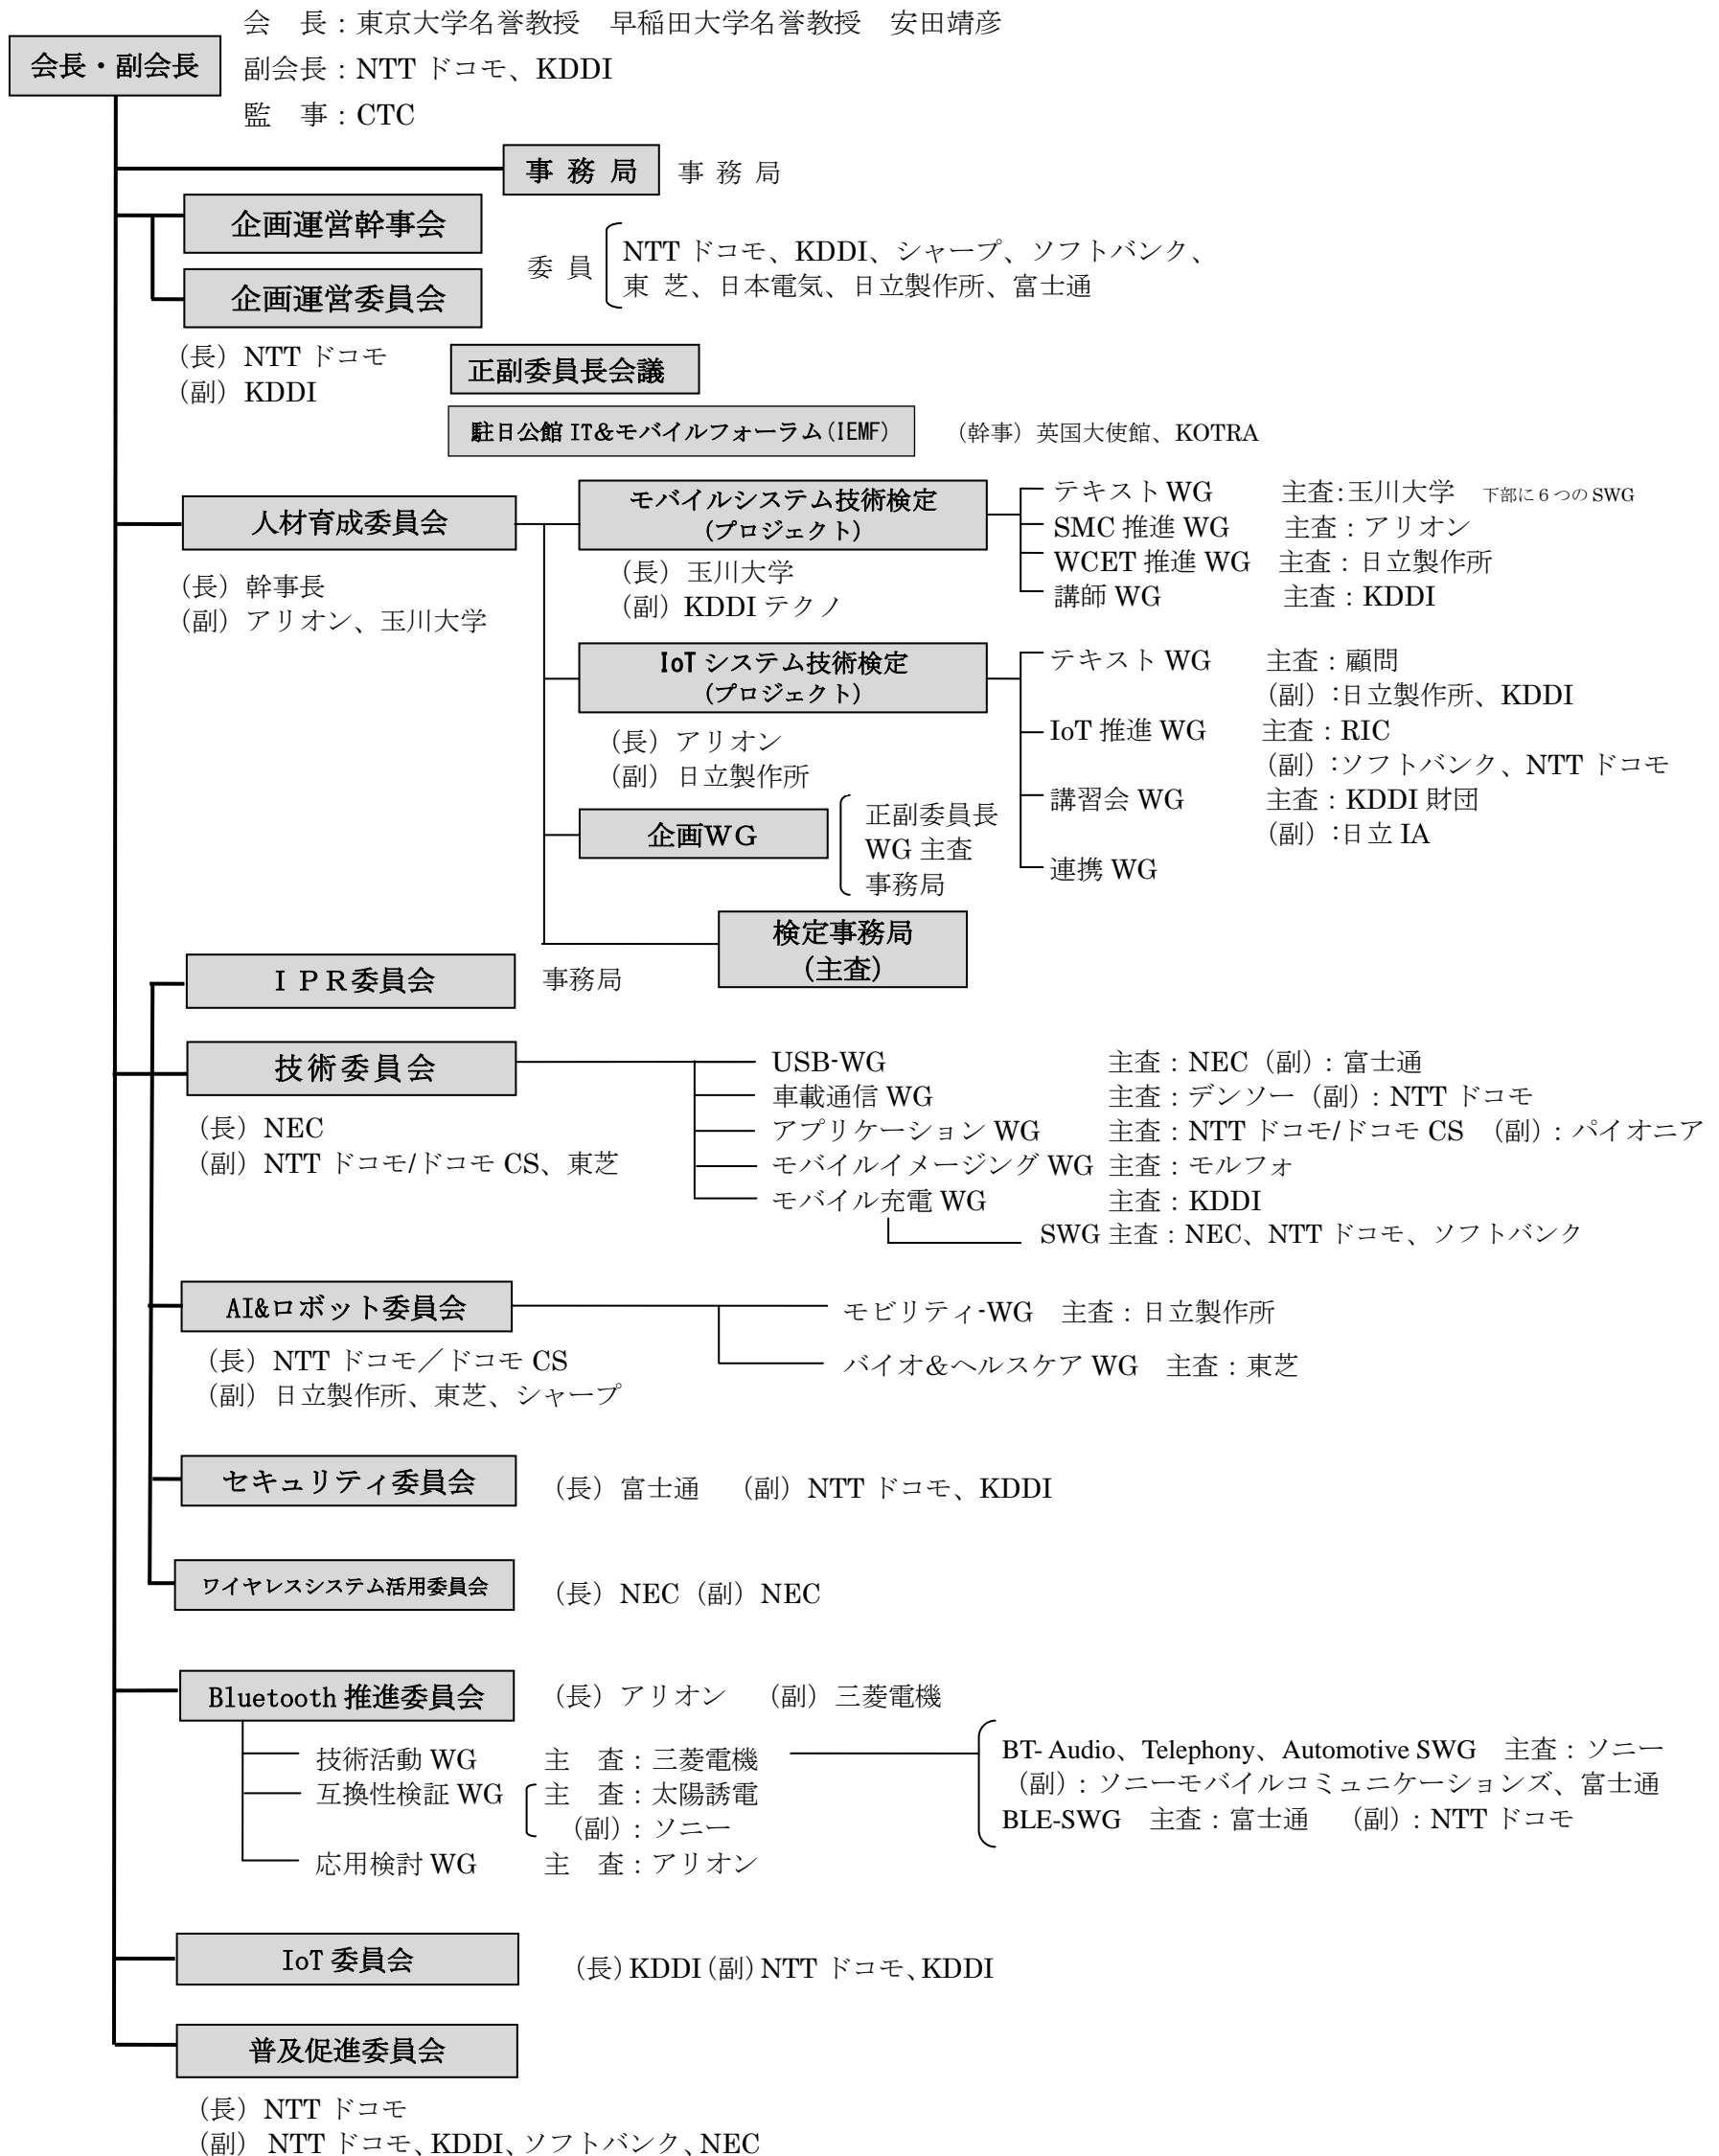 会　長：東京大学名誉教授　早稲田大学名誉教授　安田靖彦
会長・副会長
副会長：NTT ドコモ、KDDI
監　事：CTC
事 務 局　事 務 局
企画運営幹事会
委 員　NTT ドコモ、KDDI、シャープ、ソフトバンク、
東 芝、日本電気、日立製作所、富士通
企画運営委員会
（長）NTT ドコモ
（副）KDDI
正副委員長会議
駐日公館 IT&モバイルフォーラム(IEMF)　（幹事）英国大使館、KOTRA
人材育成委員会
（長）幹事長
（副）アリオン、玉川大学
モバイルシステム技術検定
(プロジェクト)
（長）玉川大学
（副）KDDI テクノ
テキスト WG　主査：玉川大学　下部に６つの SWG
SMC 推進 WG　主査：アリオン
WCET 推進 WG　主査：日立製作所
講師 WG　主査：KDDI
IoT システム技術検定
(プロジェクト)
（長）アリオン
（副）日立製作所
テキスト WG　主査：顧問
（副）：日立製作所、KDDI
IoT 推進 WG　主査：RIC
（副）：ソフトバンク、NTT ドコモ
講習会 WG　主査：KDDI 財団
（副）：日立 IA
連携 WG
企画ＷＧ
正副委員長
WG 主査
事務局
検定事務局
(主査)
ＩＰＲ委員会　事務局
技術委員会
（長）NEC
（副）NTT ドコモ/ドコモ CS、東芝
USB-WG　主査：NEC（副）：富士通
車載通信 WG　主査：デンソー（副）：NTT ドコモ
アプリケーション WG　主査：NTT ドコモ/ドコモ CS　（副）：パイオニア
モバイルイメージング WG　主査：モルフォ
モバイル充電 WG　主査：KDDI
SWG 主査：NEC、NTT ドコモ、ソフトバンク
AI&ロボット委員会
（長）NTT ドコモ／ドコモ CS
（副）日立製作所、東芝、シャープ
モビリティ-WG　主査：日立製作所
バイオ＆ヘルスケア WG　主査：東芝
セキュリティ委員会　（長）富士通　（副）NTT ドコモ、KDDI
ワイヤレスシステム活用委員会　（長）NEC（副）NEC
Bluetooth 推進委員会　（長）アリオン　（副）三菱電機
技術活動 WG　主　査：三菱電機
互換性検証 WG　主　査：太陽誘電
（副）：ソニー
応用検討 WG　主　査：アリオン
BT- Audio、Telephony、Automotive SWG　主査：ソニー
（副）：ソニーモバイルコミュニケーションズ、富士通
BLE-SWG　主査：富士通　（副）：NTT ドコモ
IoT 委員会　（長）KDDI（副）NTT ドコモ、KDDI
普及促進委員会
（長）NTT ドコモ
（副） NTT ドコモ、KDDI、ソフトバンク、NEC